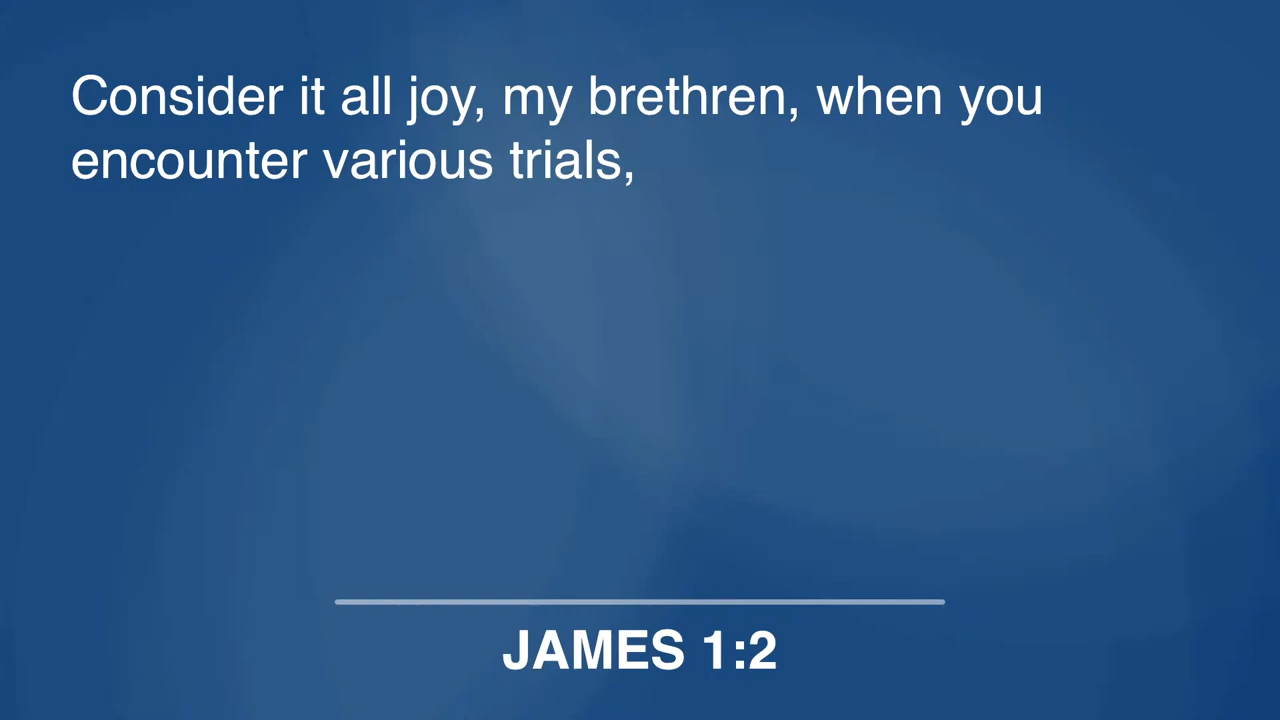 Consider it all joy, my brethren, when you
encounter various trials,
JAMES 1:2